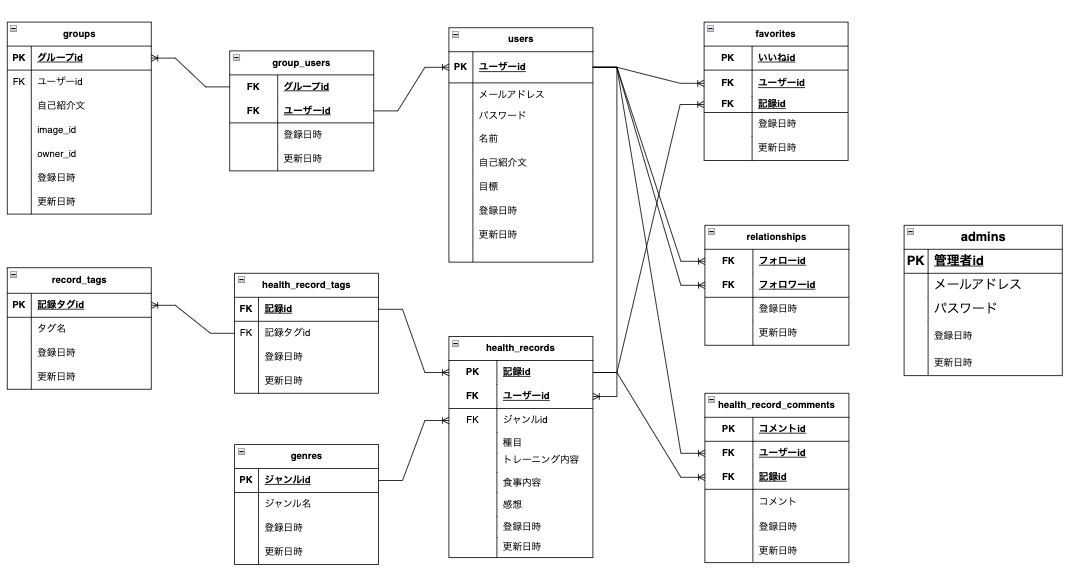 groups
PK グループid
FK ユーザーid
自己紹介文
image_id
owner_id
登録日時
更新日時
group_users
FK グループid
FK ユーザーid
登録日時
更新日時
users
PK ユーザーid
メールアドレス
パスワード
名前
自己紹介文
目標
登録日時
更新日時
favorites
PK いいねid
FK ユーザーid
FK 記録id
登録日時
更新日時
relationships
FK フォローid
FK フォロワーid
登録日時
更新日時
admins
PK 管理者id
メールアドレス
パスワード
登録日時
更新日時
record_tags
PK 記録タグid
タグ名
登録日時
更新日時
health_record_tags
FK 記録id
FK 記録タグid
登録日時
更新日時
health_records
PK 記録id
FK ユーザーid
FK ジャンルid
種目
トレーニング内容
食事内容
感想
登録日時
更新日時
health_record_comments
PK コメントid
FK ユーザーid
FK 記録id
コメント
登録日時
更新日時
genres
PK ジャンルid
ジャンル名
登録日時
更新日時